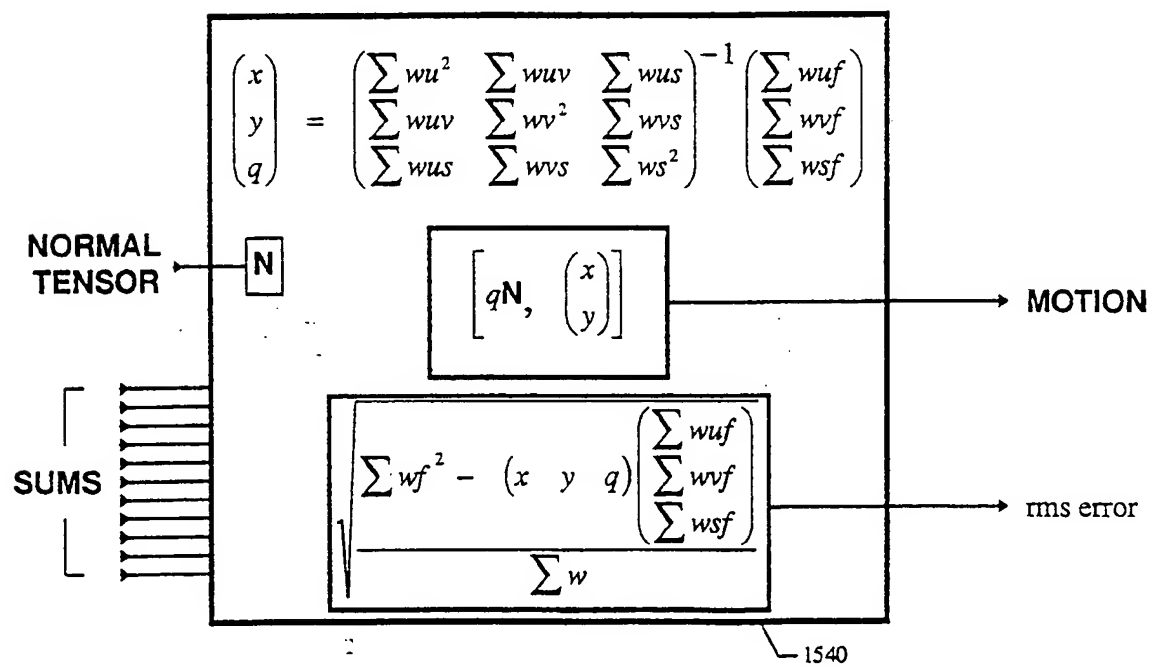 (x y q) = (∑wu² ∑wuv ∑wus
∑wuv ∑wv² ∑wvs
∑wus ∑wvs ∑ws²)⁻¹ (∑wuf
∑wvf
∑wsf)
NORMAL
TENSOR
N
[qN, (x y)]
MOTION
SUMS
√((∑wf² - (x y q) (∑wuf ∑wvf ∑wsf)) / ∑w)
rms error
1540